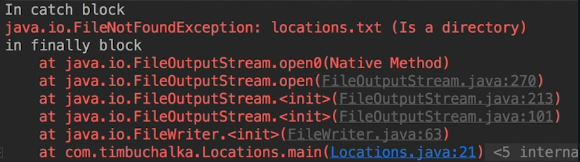 In catch block
java.io.FileNotFoundException: locations.txt (Is a directory)
in finally block
at java.io.FileOutputStream.open0(Native Method)
at java.io.FileOutputStream.open(FileOutputStream.java:270)
at java.io.FileOutputStream.<init>(FileOutputStream.java:213)
at java.io.FileOutputStream.<init>(FileOutputStream.java:101)
at java.io.FileWriter.<init>(FileWriter.java:63)
at com.timbuchalka.Locations.main(Locations.java:21) <5 interna